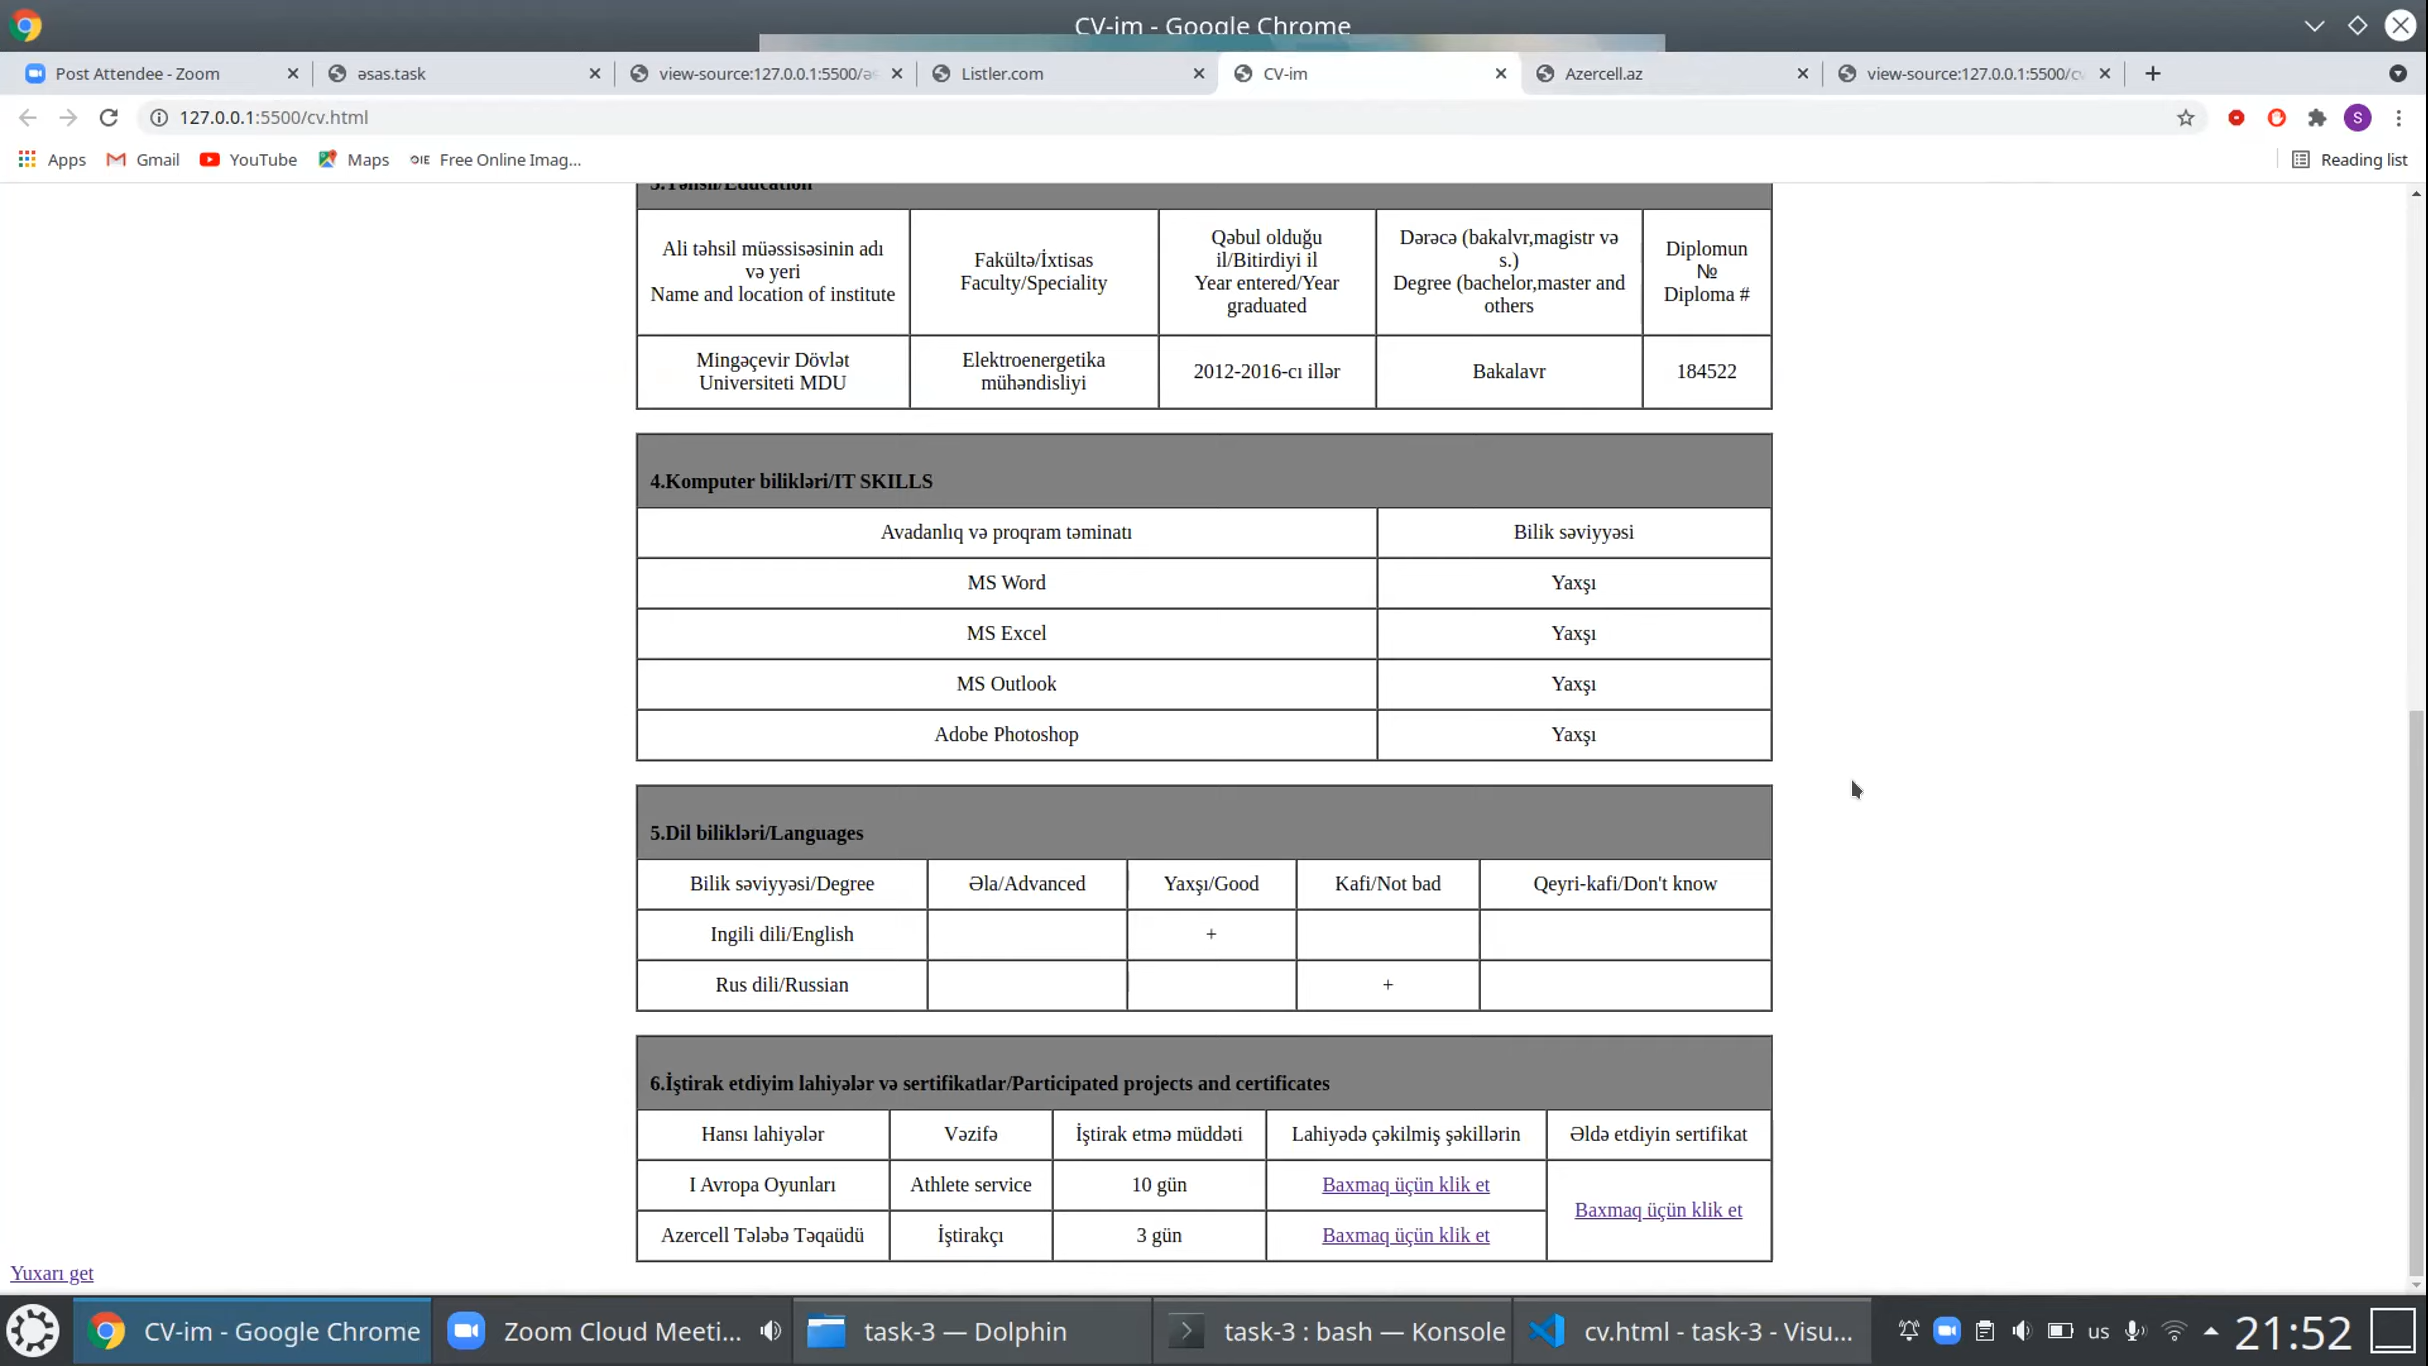 CV-im - Google Chrome
Post Attendee - Zoom
əsas.task
view-source:127.0.0.1:5500/əs
Listler.com
CV-im
Azercell.az
view-source:127.0.0.1:5500/cv
127.0.0.1:5500/cv.html
S
Apps
Gmail
YouTube
Maps
OIE Free Online Imag...
Reading list
3.Təhsil/Education
Ali təhsil müəssisəsinin adı
və yeri
Name and location of institute
Fakültə/İxtisas
Faculty/Speciality
Qəbul olduğu
il/Bitirdiyi il
Year entered/Year
graduated
Dərəcə (bakalvr,magistr və
s.)
Degree (bachelor,master and
others
Diplomun
№
Diploma #
Mingəçevir Dövlət
Universiteti MDU
Elektroenergetika
mühəndisliyi
2012-2016-cı illər
Bakalavr
184522
4.Komputer bilikləri/IT SKILLS
Avadanlıq və proqram təminatı
Bilik səviyyəsi
MS Word
Yaxşı
MS Excel
Yaxşı
MS Outlook
Yaxşı
Adobe Photoshop
Yaxşı
5.Dil bilikləri/Languages
Bilik səviyyəsi/Degree
Əla/Advanced
Yaxşı/Good
Kafi/Not bad
Qeyri-kafi/Don't know
Ingili dili/English
+
Rus dili/Russian
+
6.İştirak etdiyim lahiyələr və sertifikatlar/Participated projects and certificates
Hansı lahiyələr
Vəzifə
İştirak etmə müddəti
Lahiyədə çəkilmiş şəkillərin
Əldə etdiyin sertifikat
I Avropa Oyunları
Athlete service
10 gün
Baxmaq üçün klik et
Baxmaq üçün klik et
Azercell Tələbə Təqaüdü
İştirakçı
3 gün
Baxmaq üçün klik et
Yuxarı get
CV-im - Google Chrome
Zoom Cloud Meeti...
task-3 — Dolphin
task-3 : bash — Konsole
cv.html - task-3 - Visu...
us
21:52